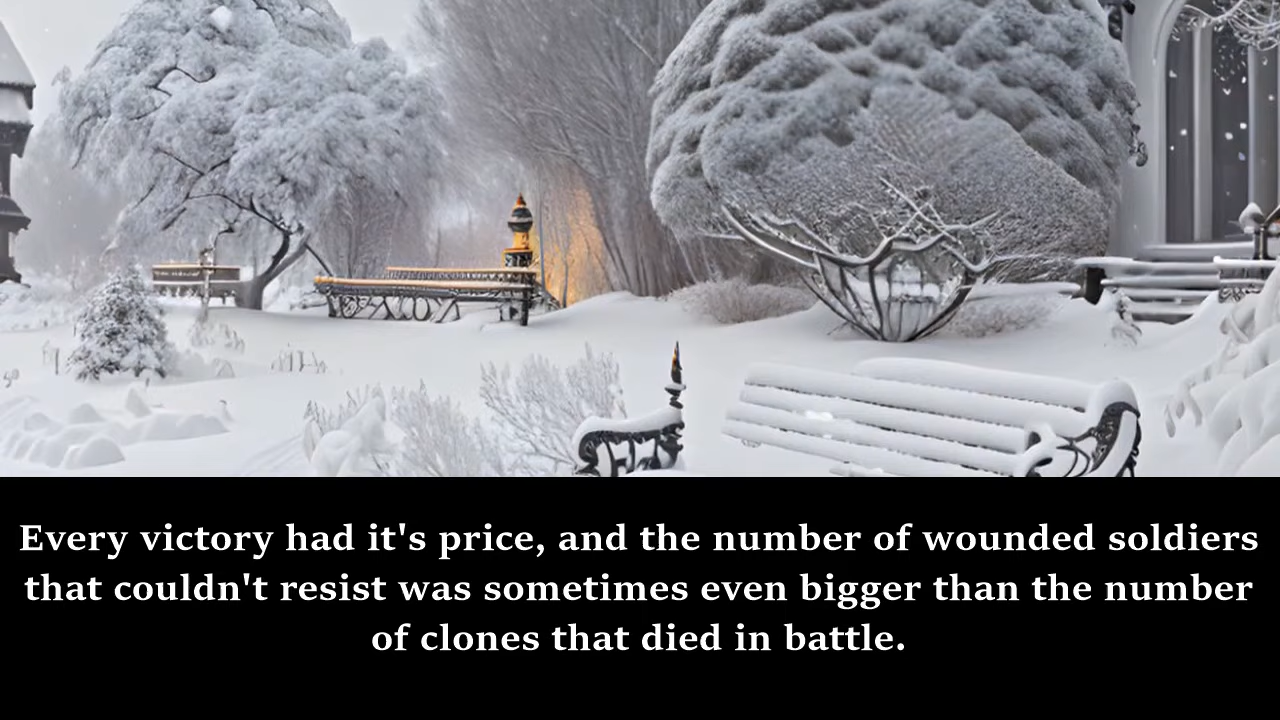 Every victory had it's price, and the number of wounded soldiers
that couldn't resist was sometimes even bigger than the number
of clones that died in battle.